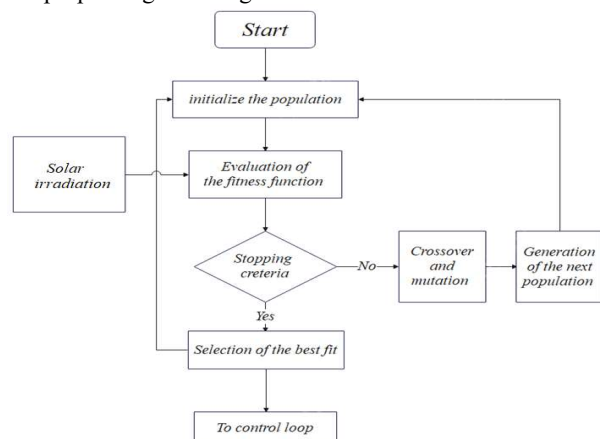 Start
initialize the population
Solar
irradiation
Evaluation of
the fitness function
Stopping
creteria
No
Crossover
and
mutation
Generation
of the next
population
Yes
Selection of the best fit
To control loop